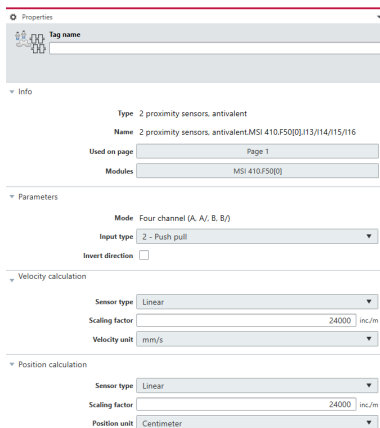 Properties
Tag name
Info
Type 2 proximity sensors, antivalent
Name 2 proximity sensors, antivalent.MSI 410.F50[0].I13/I14/I15/I16
Used on page Page 1
Modules MSI 410.F50[0]
Parameters
Mode Four channel (A, A/, B, B/)
Input type 2 - Push pull
Invert direction
Velocity calculation
Sensor type Linear
Scaling factor 24000 inc./m
Velocity unit mm/s
Position calculation
Sensor type Linear
Scaling factor 24000 inc./m
Position unit Centimeter